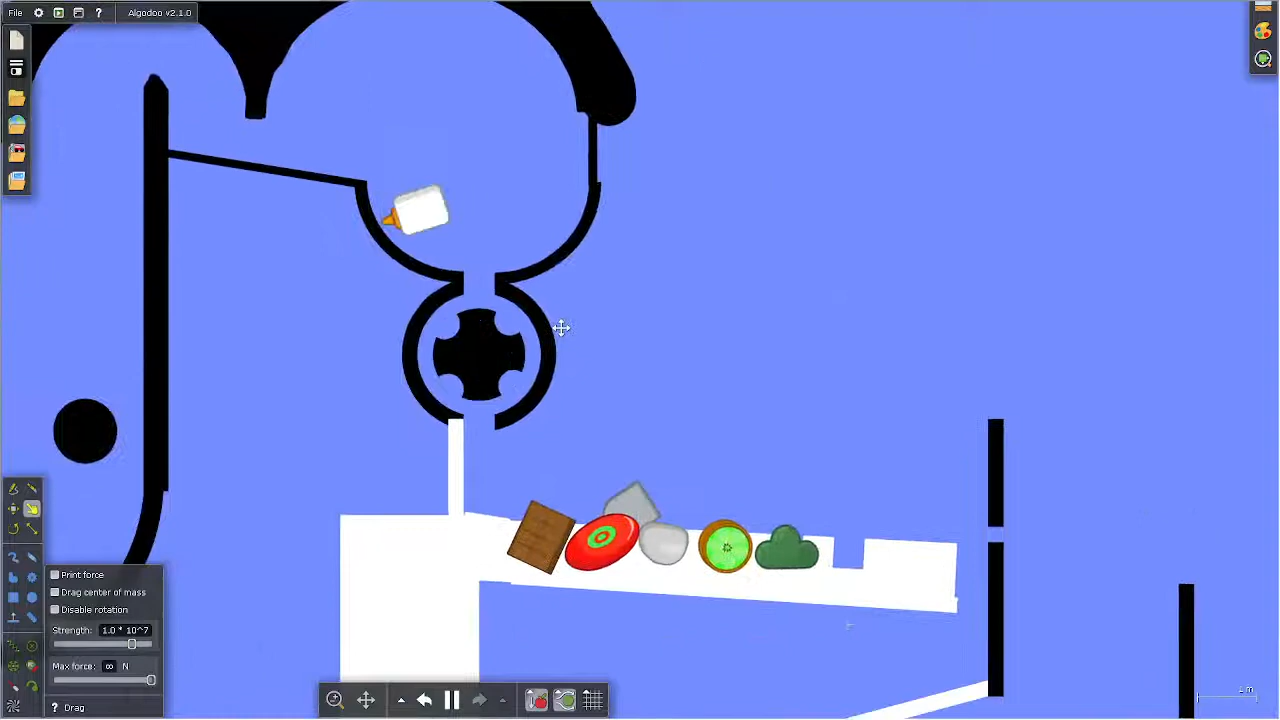 File ? Algodoo v2.1.0
Print force
Drag center of mass
Disable rotation
Strength: 1.0 * 10^7
Max force: ∞ N
? Drag
1 m